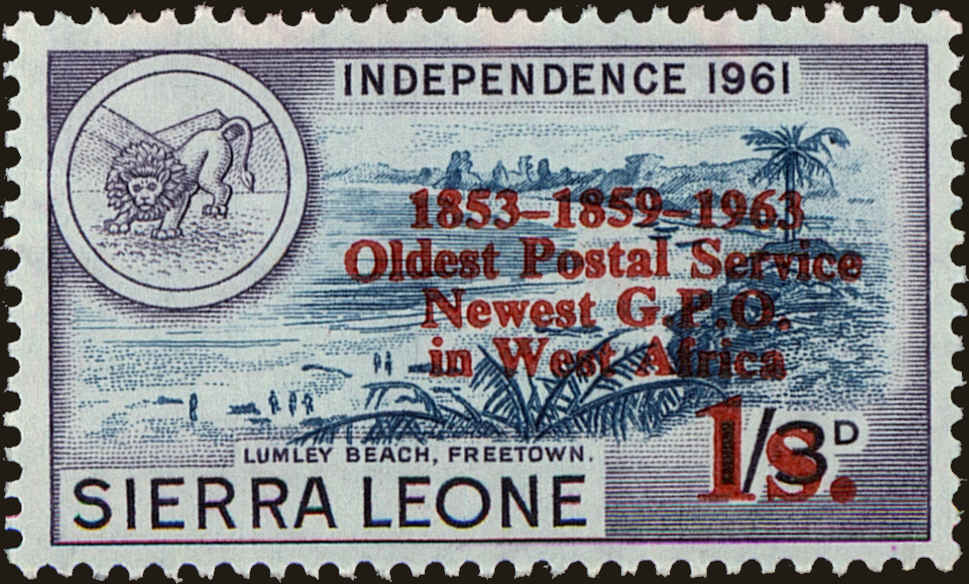 INDEPENDENCE 1961
1853–1859–1963
Oldest Postal Service
Newest G.P.O.
in West Africa
1/3D
1s.
LUMLEY BEACH, FREETOWN.
SIERRA LEONE